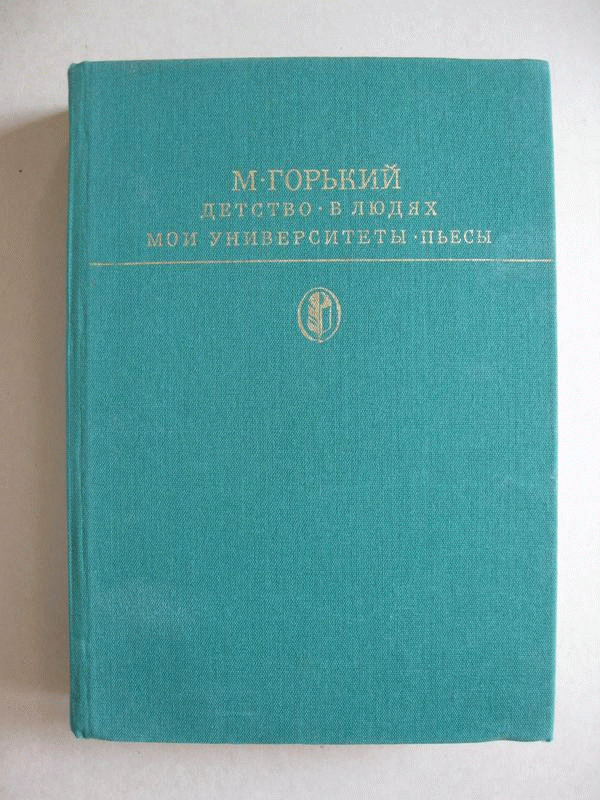 М·ГОРЬКИЙ
ДЕТСТВО·В ЛЮДЯХ
МОИ УНИВЕРСИТЕТЫ·ПЬЕСЫ